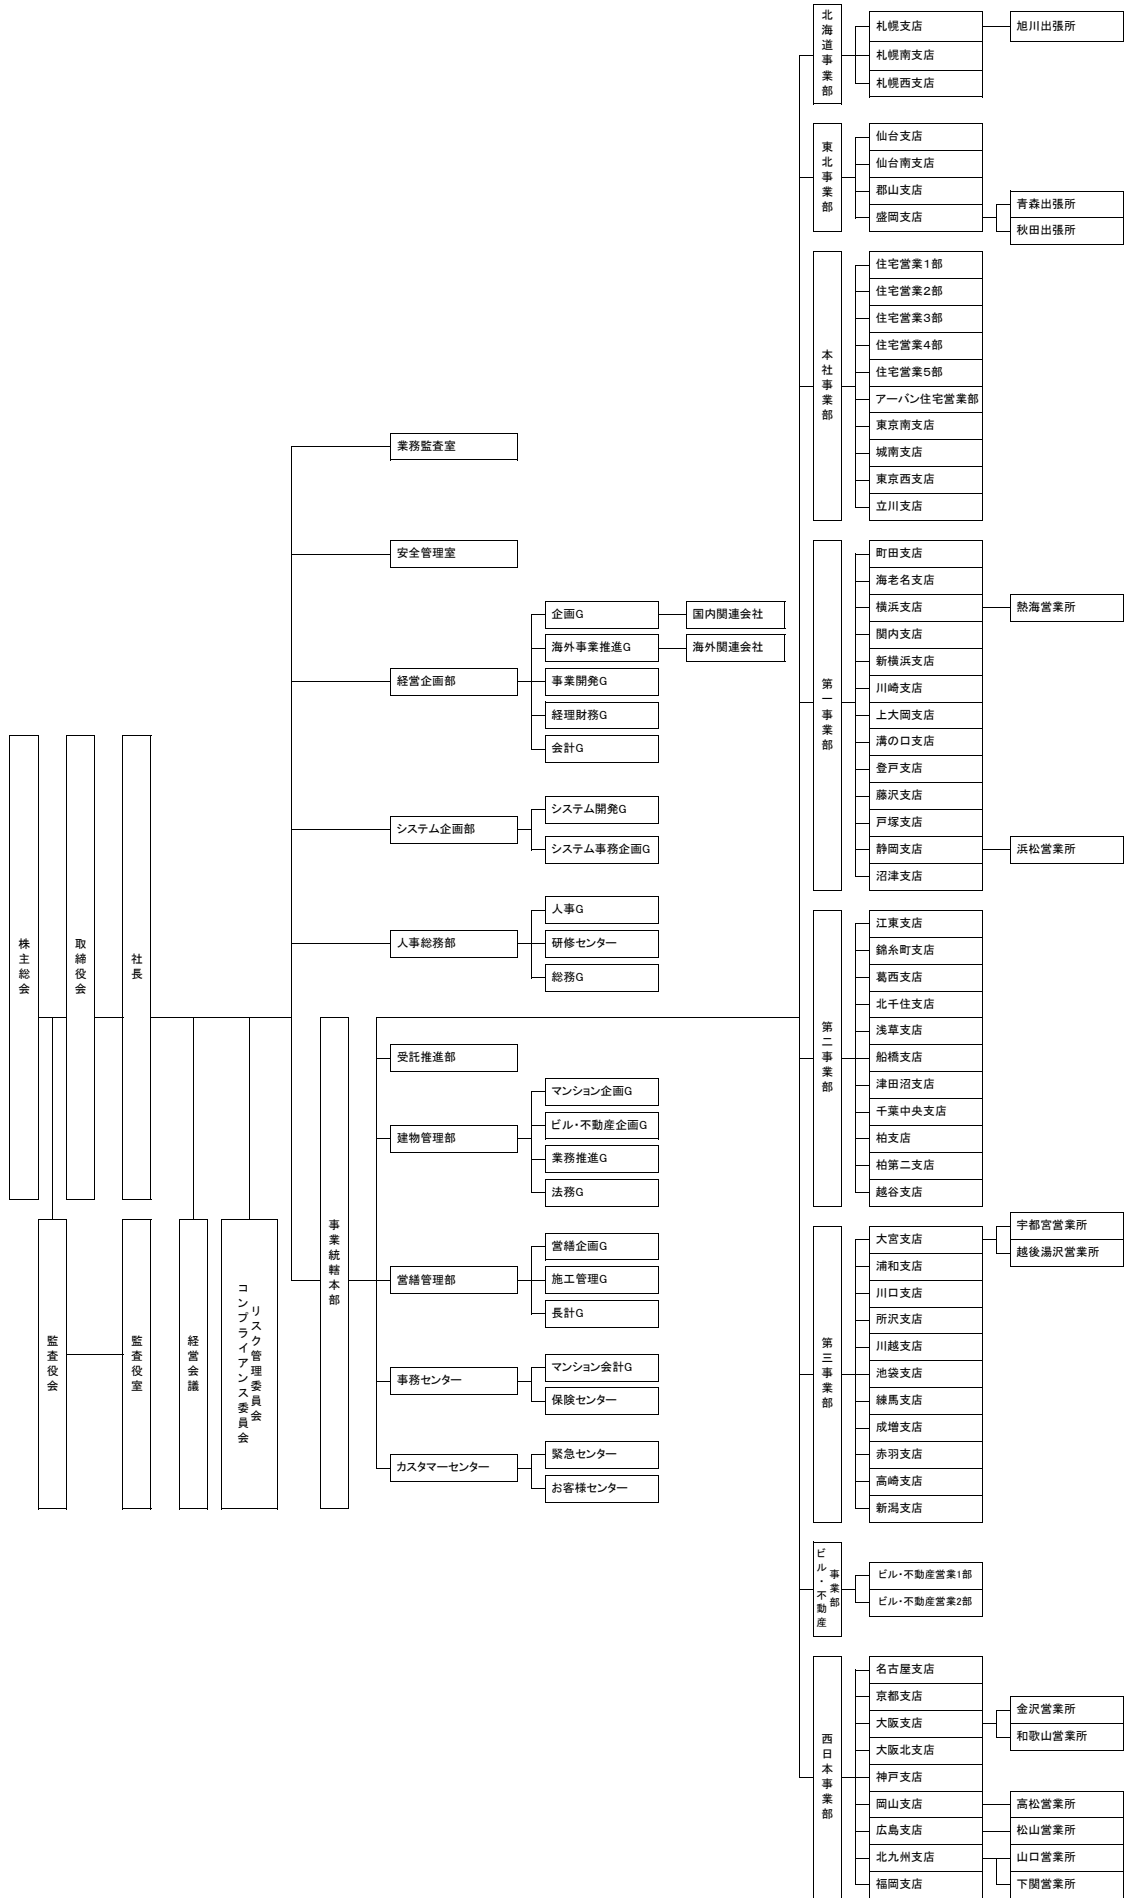 株主総会
取締役会
社長
監査役会
監査役室
経営会議
リスク管理委員会
コンプライアンス委員会
業務監査室
安全管理室
経営企画部
企画G
国内関連会社
海外事業推進G
海外関連会社
事業開発G
経理財務G
会計G
システム企画部
システム開発G
システム事務企画G
人事総務部
人事G
研修センター
総務G
事業統轄本部
受託推進部
建物管理部
マンション企画G
ビル・不動産企画G
業務推進G
法務G
営繕管理部
営繕企画G
施工管理G
長計G
事務センター
マンション会計G
保険センター
カスタマーセンター
緊急センター
お客様センター
北海道事業部
札幌支店
旭川出張所
札幌南支店
札幌西支店
東北事業部
仙台支店
仙台南支店
郡山支店
盛岡支店
青森出張所
秋田出張所
本社事業部
住宅営業1部
住宅営業2部
住宅営業3部
住宅営業4部
住宅営業5部
アーバン住宅営業部
東京南支店
城南支店
東京西支店
立川支店
第一事業部
町田支店
海老名支店
横浜支店
熱海営業所
関内支店
新横浜支店
川崎支店
上大岡支店
溝の口支店
登戸支店
藤沢支店
戸塚支店
静岡支店
浜松営業所
沼津支店
第二事業部
江東支店
錦糸町支店
葛西支店
北千住支店
浅草支店
船橋支店
津田沼支店
千葉中央支店
柏支店
柏第二支店
越谷支店
第三事業部
大宮支店
宇都宮営業所
越後湯沢営業所
浦和支店
川口支店
所沢支店
川越支店
池袋支店
練馬支店
成増支店
赤羽支店
高崎支店
新潟支店
ビル・不動産
事業部
ビル・不動産営業1部
ビル・不動産営業2部
西日本事業部
名古屋支店
京都支店
大阪支店
金沢営業所
和歌山営業所
大阪北支店
神戸支店
岡山支店
高松営業所
広島支店
松山営業所
北九州支店
山口営業所
下関営業所
福岡支店